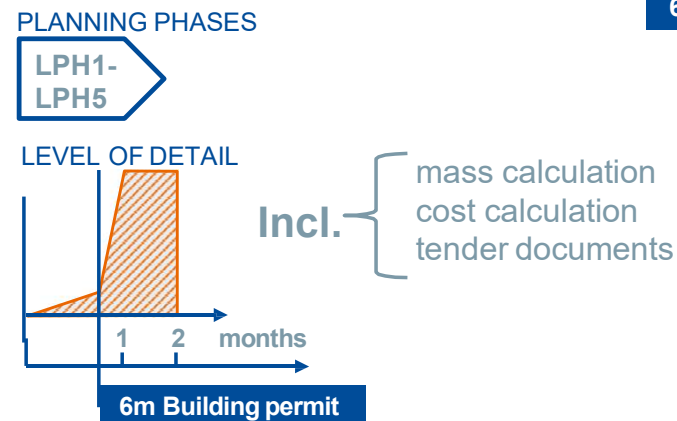 PLANNING PHASES
6
LPH1-
LPH5
LEVEL OF DETAIL
Incl.
mass calculation
cost calculation
tender documents
1 2 months
6m Building permit